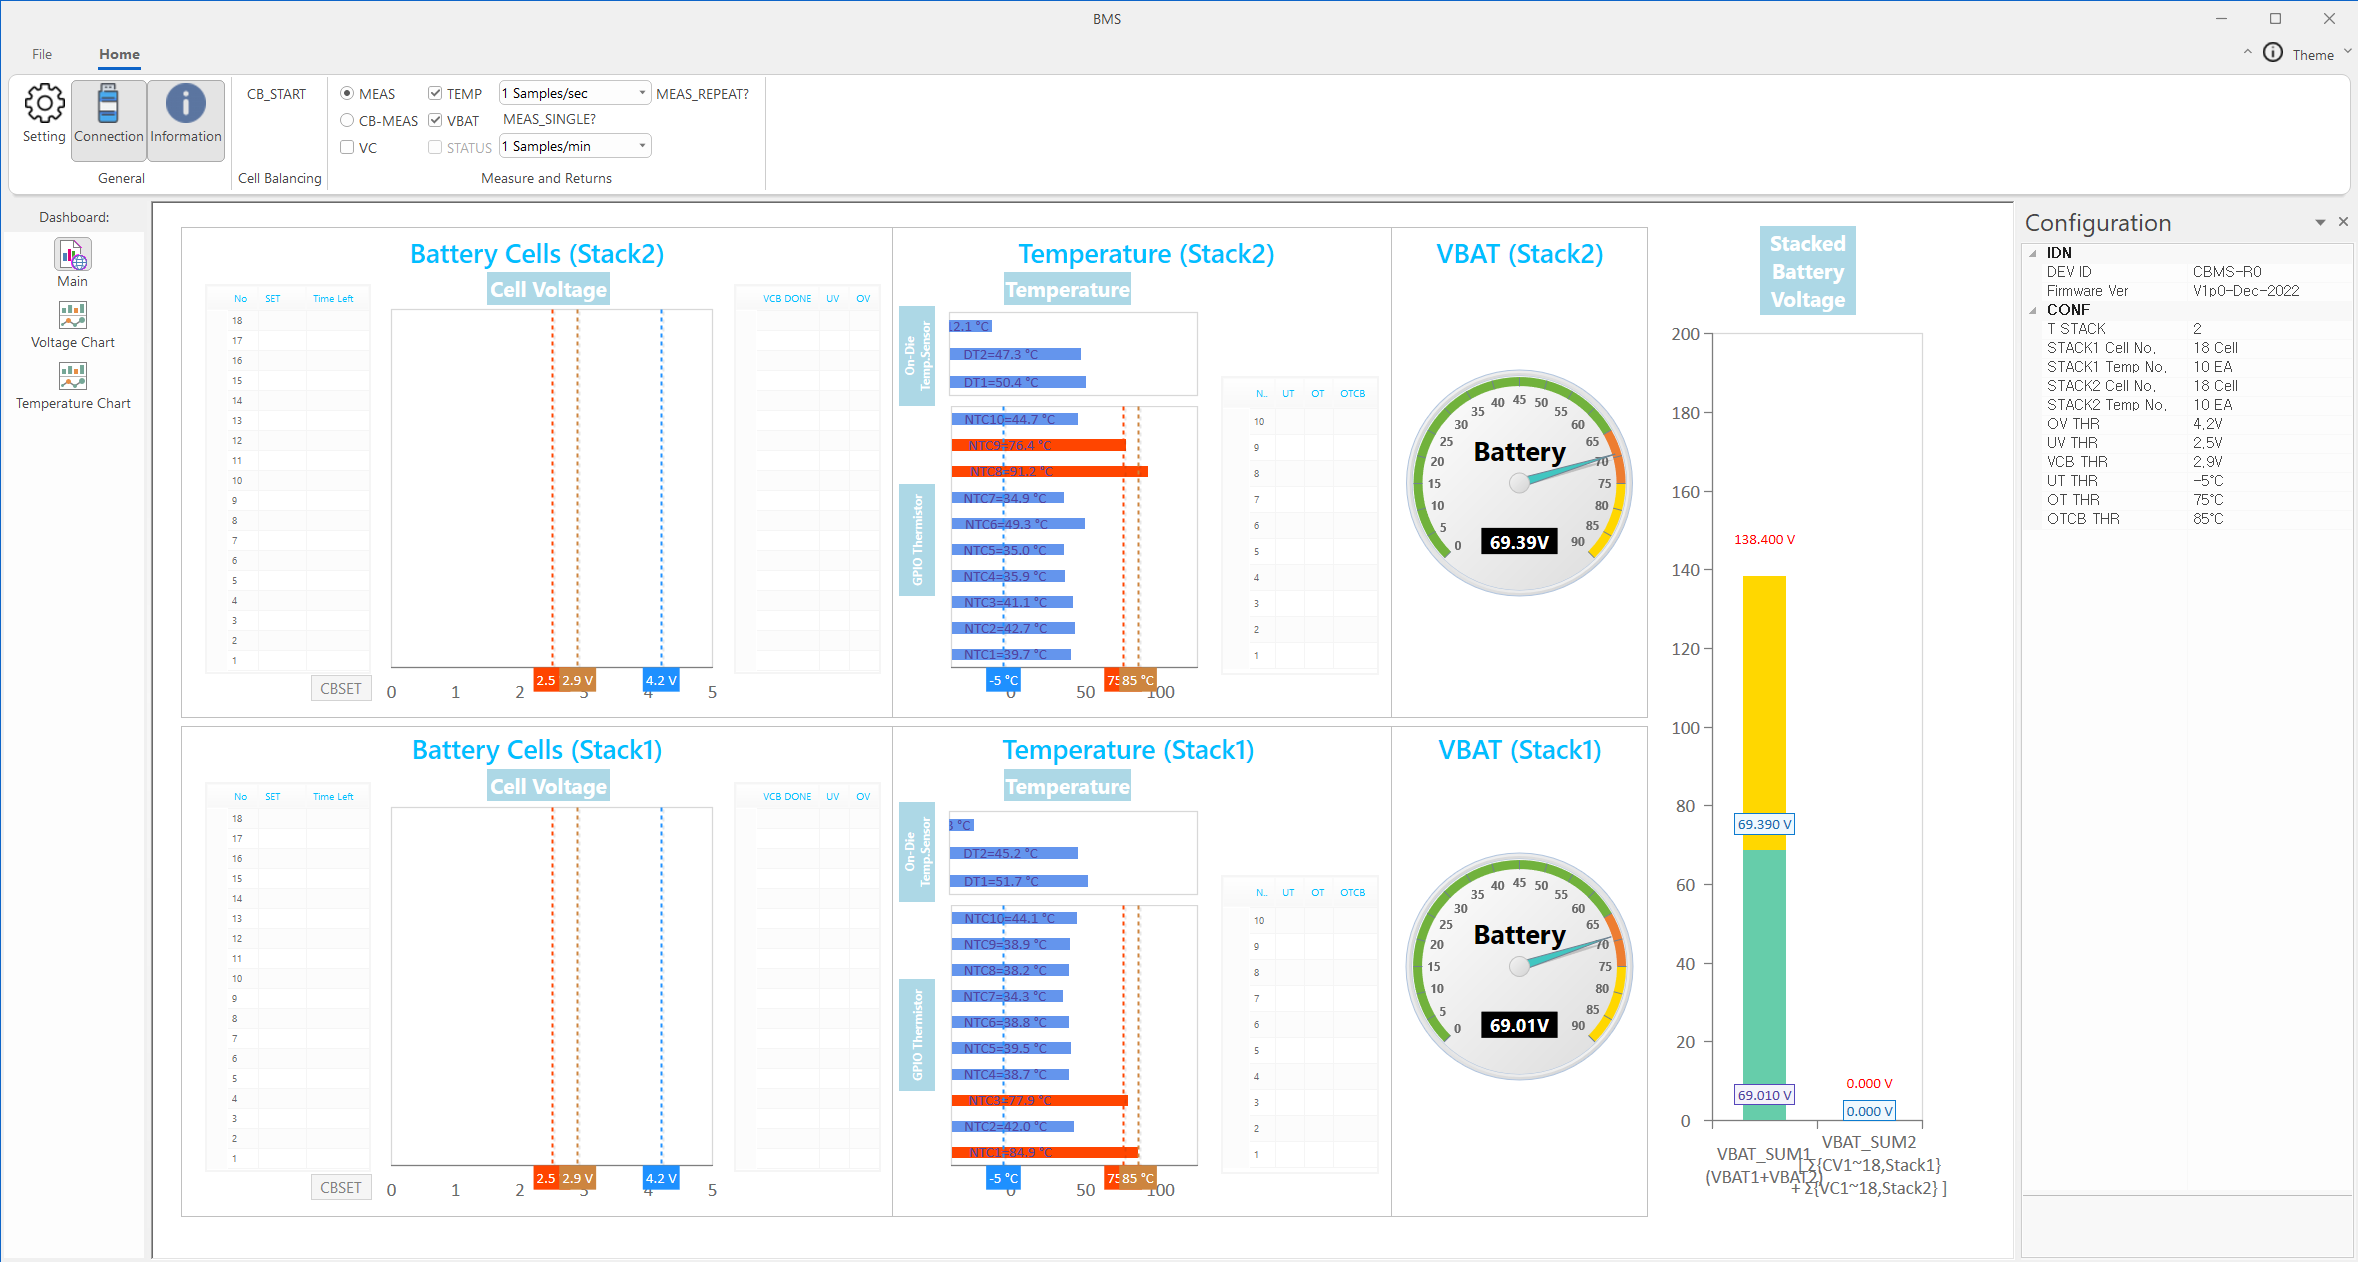 BMS
File Home Theme
Setting Connection Information
General
CB_START
Cell Balancing
MEAS TEMP 1 Samples/sec MEAS_REPEAT?
CB-MEAS VBAT MEAS_SINGLE?
VC STATUS 1 Samples/min
Measure and Returns
Dashboard:
Main
Voltage Chart
Temperature Chart
Battery Cells (Stack2)
Cell Voltage
No SET Time Left
18
17
16
15
14
13
12
11
10
9
8
7
6
5
4
3
2
1
CBSET
2.5 2.9 V 4.2 V
0 1 2 3 4 5
VCB DONE UV OV
Temperature (Stack2)
Temperature
On-Die
Temp.Sensor
2.1 °C
DT2=47.3 °C
DT1=50.4 °C
GPIO Thermistor
NTC10=44.7 °C
NTC9=76.4 °C
NTC8=91.2 °C
NTC7=34.9 °C
NTC6=49.3 °C
NTC5=35.0 °C
NTC4=35.9 °C
NTC3=41.1 °C
NTC2=42.7 °C
NTC1=39.7 °C
-5 °C 75 85 °C
0 50 100
N.. UT OT OTCB
10
9
8
7
6
5
4
3
2
1
VBAT (Stack2)
0 5 10 15 20 25 30 35 40 45 50 55 60 65 70 75 80 85 90
Battery
69.39V
Battery Cells (Stack1)
Cell Voltage
No SET Time Left
18
17
16
15
14
13
12
11
10
9
8
7
6
5
4
3
2
1
CBSET
2.5 2.9 V 4.2 V
0 1 2 3 4 5
VCB DONE UV OV
Temperature (Stack1)
Temperature
On-Die
Temp.Sensor
°C
DT2=45.2 °C
DT1=51.7 °C
GPIO Thermistor
NTC10=44.1 °C
NTC9=38.9 °C
NTC8=38.2 °C
NTC7=34.3 °C
NTC6=38.8 °C
NTC5=39.5 °C
NTC4=38.7 °C
NTC3=77.9 °C
NTC2=42.0 °C
NTC1=84.9 °C
-5 °C 75 85 °C
0 50 100
N.. UT OT OTCB
10
9
8
7
6
5
4
3
2
1
VBAT (Stack1)
0 5 10 15 20 25 30 35 40 45 50 55 60 65 70 75 80 85 90
Battery
69.01V
Stacked
Battery
Voltage
200
180
160
140
120
100
80
60
40
20
0
138.400 V
69.390 V
69.010 V
0.000 V
0.000 V
VBAT_SUM1
(VBAT1+VBAT2)
VBAT_SUM2
[ Σ{CV1~18,Stack1}
+ Σ{VC1~18,Stack2} ]
Configuration
IDN
DEV ID CBMS-R0
Firmware Ver V1p0-Dec-2022
CONF
T STACK 2
STACK1 Cell No. 18 Cell
STACK1 Temp No. 10 EA
STACK2 Cell No. 18 Cell
STACK2 Temp No. 10 EA
OV THR 4.2V
UV THR 2.5V
VCB THR 2.9V
UT THR -5°C
OT THR 75°C
OTCB THR 85°C